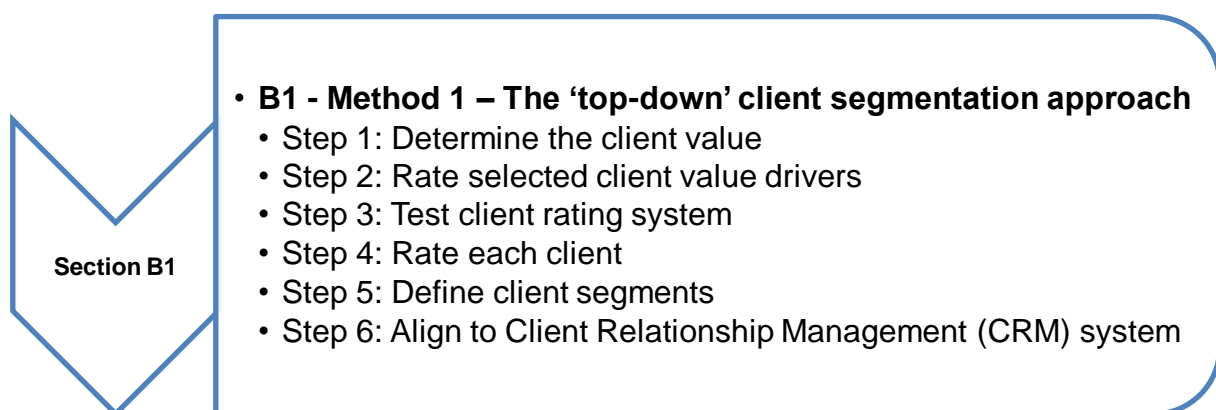 Section B1
• B1 - Method 1 – The ‘top-down’ client segmentation approach
• Step 1: Determine the client value
• Step 2: Rate selected client value drivers
• Step 3: Test client rating system
• Step 4: Rate each client
• Step 5: Define client segments
• Step 6: Align to Client Relationship Management (CRM) system